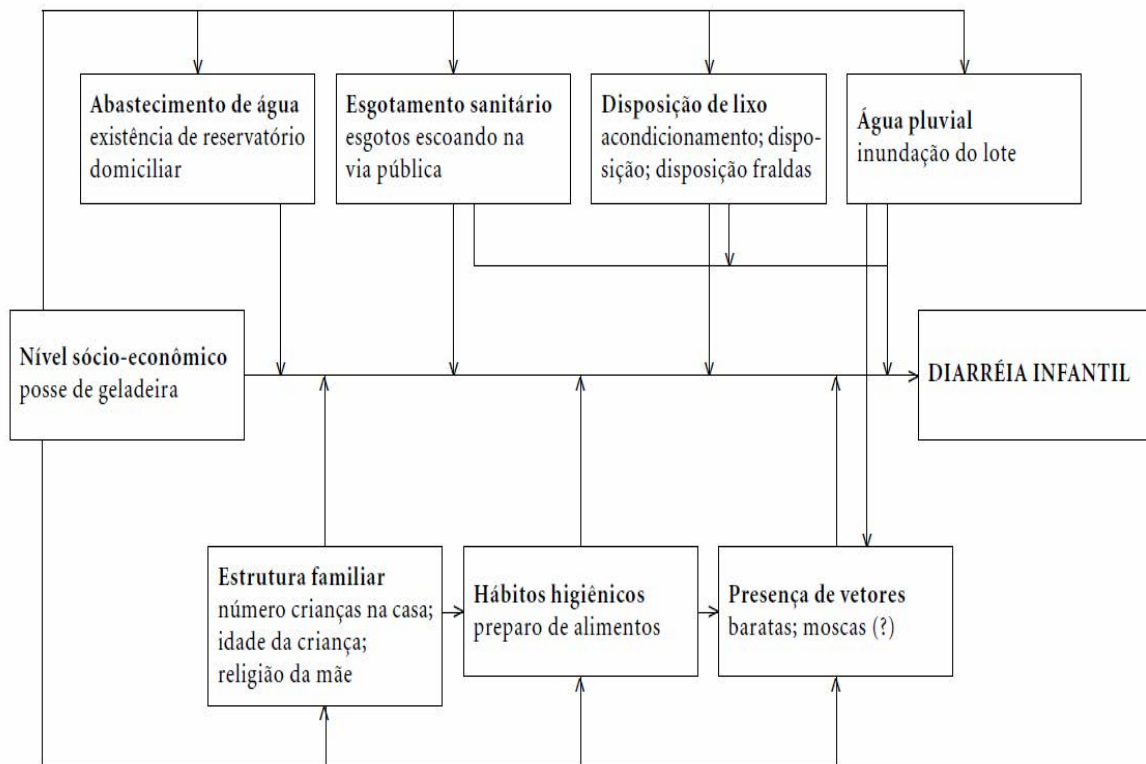 Abastecimento de água
existência de reservatório
domiciliar
Esgotamento sanitário
esgotos escoando na
via pública
Disposição de lixo
acondicionamento; dispo-
sição; disposição fraldas
Água pluvial
inundação do lote
Nível sócio-econômico
posse de geladeira
DIARRÉIA INFANTIL
Estrutura familiar
número crianças na casa;
idade da criança;
religião da mãe
Hábitos higiênicos
preparo de alimentos
Presença de vetores
baratas; moscas (?)